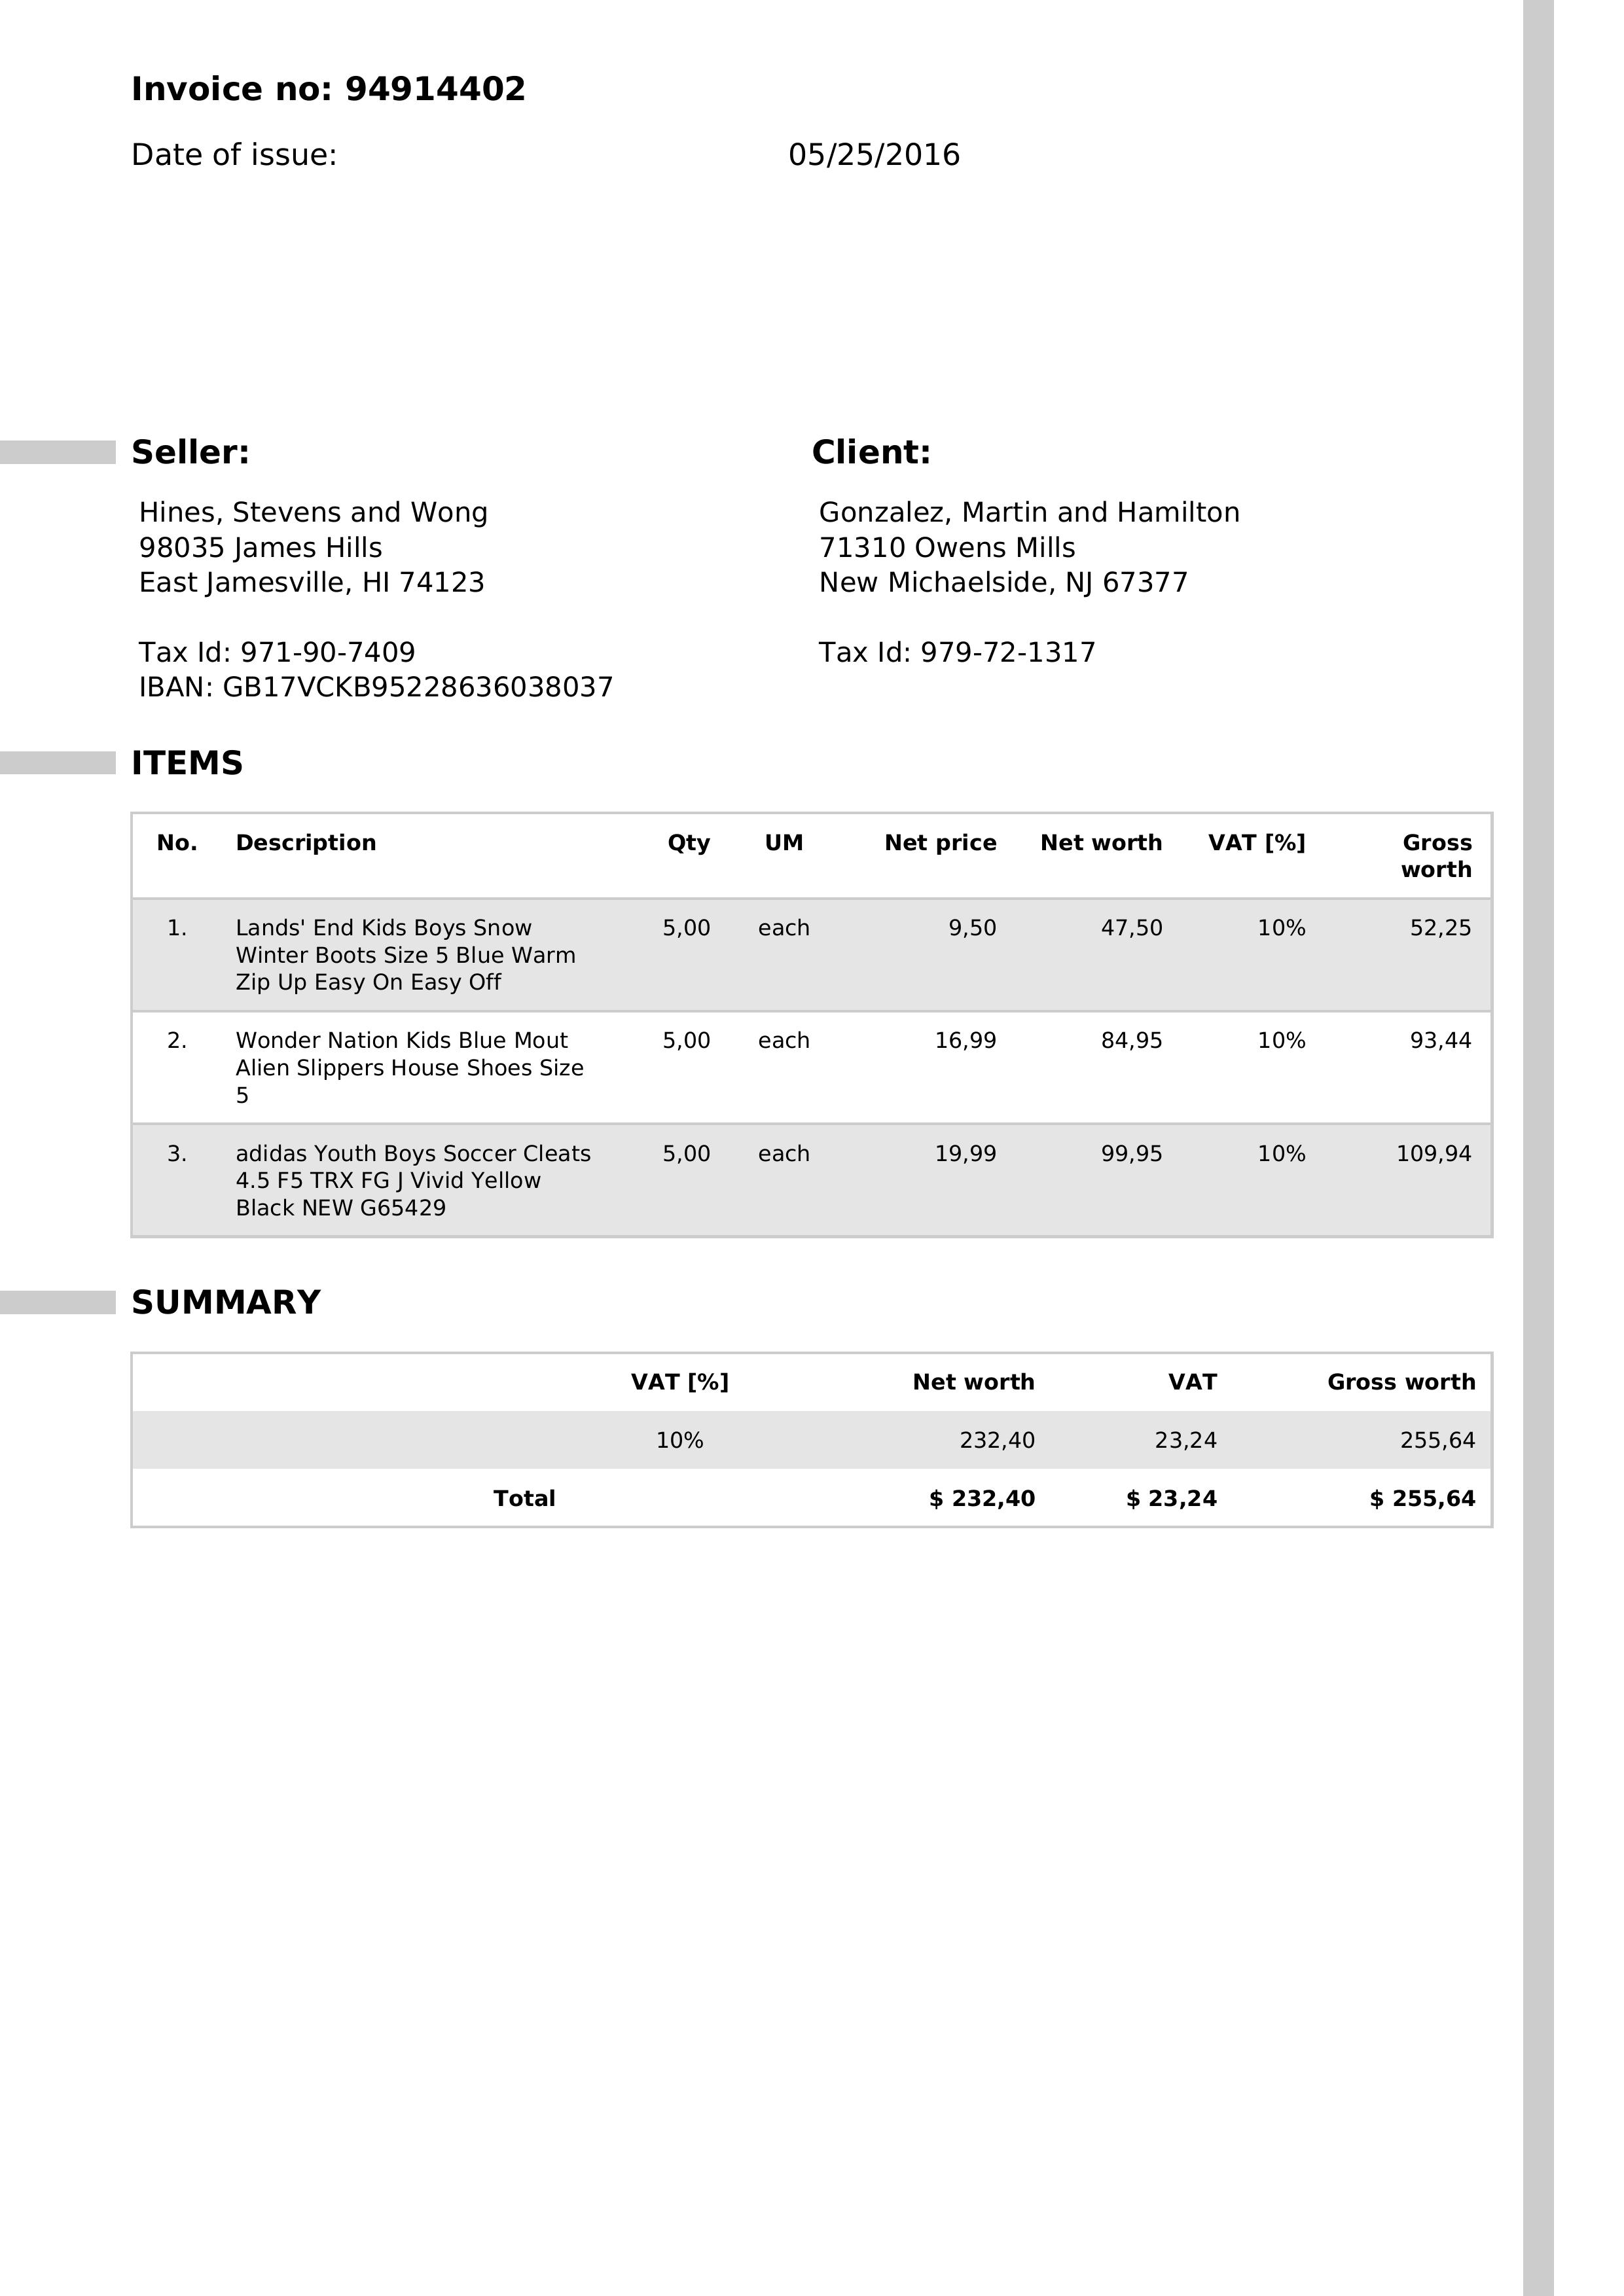 Invoice no: 94914402
Date of issue: 05/25/2016
Seller:
Hines, Stevens and Wong
98035 James Hills
East Jamesville, HI 74123
Tax Id: 971-90-7409
IBAN: GB17VCKB95228636038037
Client:
Gonzalez, Martin and Hamilton
71310 Owens Mills
New Michaelside, NJ 67377
Tax Id: 979-72-1317
ITEMS
No. Description Qty UM Net price Net worth VAT [%] Gross
worth
1. Lands' End Kids Boys Snow 5,00 each 9,50 47,50 10% 52,25
Winter Boots Size 5 Blue Warm
Zip Up Easy On Easy Off
2. Wonder Nation Kids Blue Mout 5,00 each 16,99 84,95 10% 93,44
Alien Slippers House Shoes Size
5
3. adidas Youth Boys Soccer Cleats 5,00 each 19,99 99,95 10% 109,94
4.5 F5 TRX FG J Vivid Yellow
Black NEW G65429
SUMMARY
VAT [%] Net worth VAT Gross worth
10% 232,40 23,24 255,64
Total $ 232,40 $ 23,24 $ 255,64